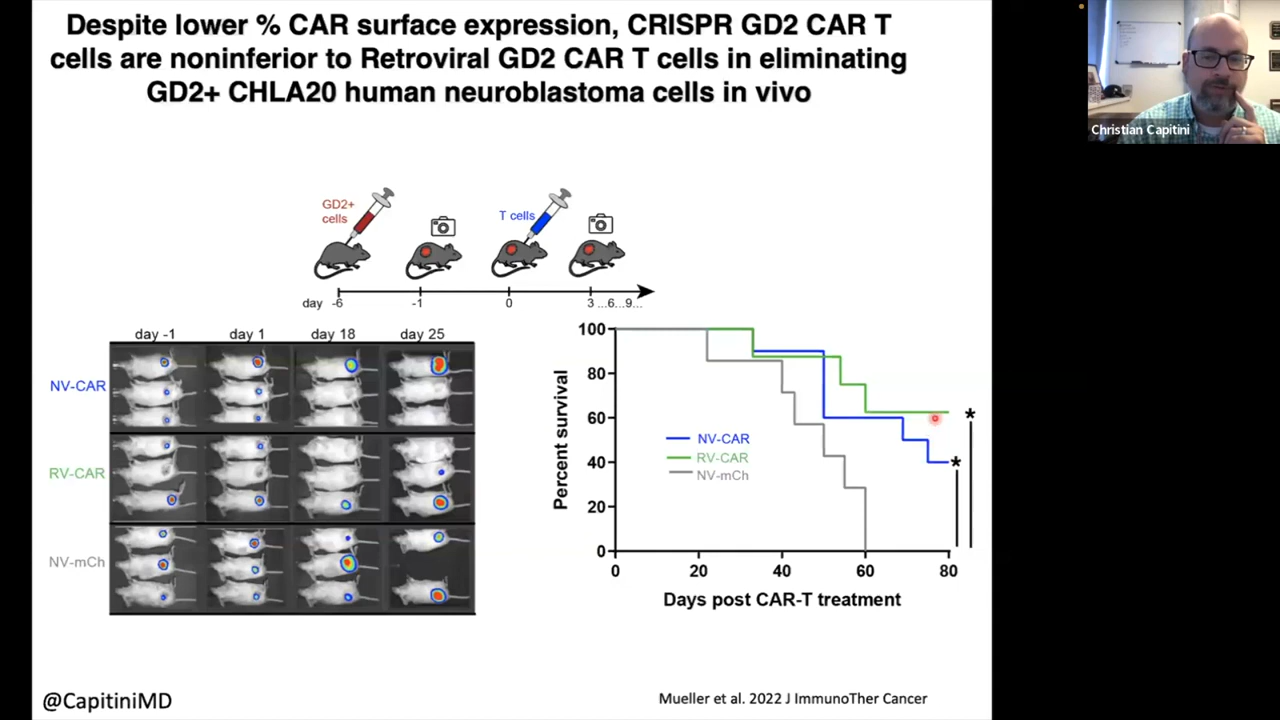 Despite lower % CAR surface expression, CRISPR GD2 CAR T
cells are noninferior to Retroviral GD2 CAR T cells in eliminating
GD2+ CHLA20 human neuroblastoma cells in vivo
Christian Capitini
GD2+
cells
T cells
day -6 -1 0 3 ...6...9...
day -1 day 1 day 18 day 25
NV-CAR
RV-CAR
NV-mCh
Percent survival
100
80
60
40
20
0
NV-CAR
RV-CAR
NV-mCh
*
*
0 20 40 60 80
Days post CAR-T treatment
@CapitiniMD
Mueller et al. 2022 J ImmunoTher Cancer